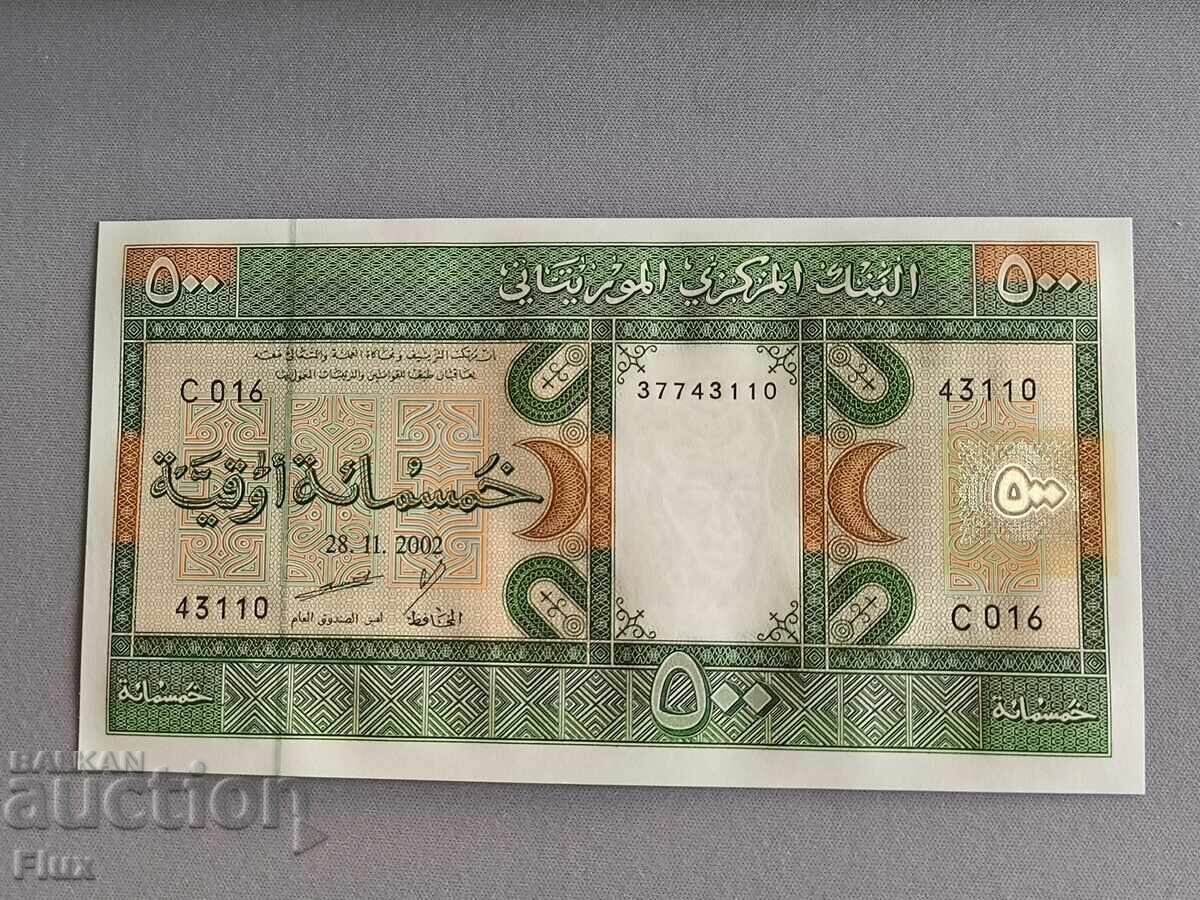 البنك المركزي الموريتاني
٥٠٠
٥٠٠
C 016
37743110
43110
خمسمائة أوقية
٥٠٠
28.11.2002
43110
الصندوق العام
المحافظ
C 016
خمسمائة
٥٠٠
خمسمائة
BALKAN
auction
Flux